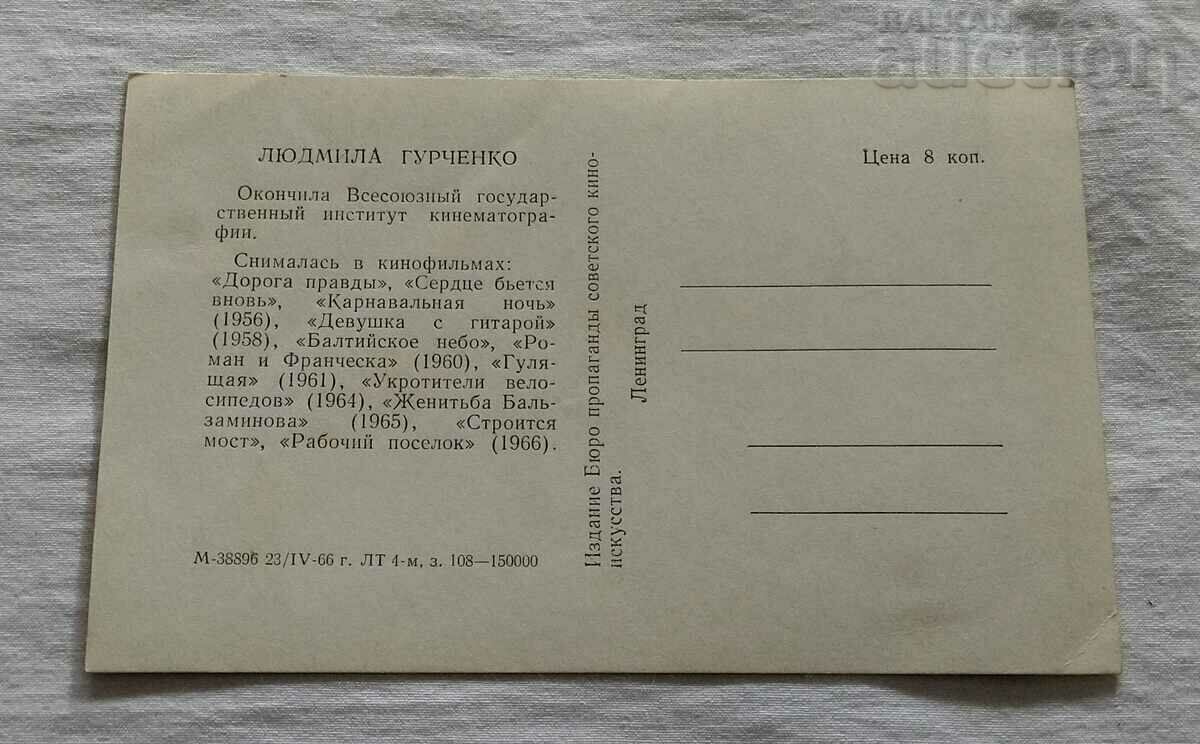 ПАЗАРЛАЖ
auction
ЛЮДМИЛА ГУРЧЕНКО
Окончила Всесоюзный государ-
ственный институт кинематогра-
фии.
Снималась в кинофильмах:
«Дорога правды», «Сердце бьется
вновь», «Карнавальная ночь»
(1956), «Девушка с гитарой»
(1958), «Балтийское небо», «Ро-
ман и Франческа» (1960), «Гуля-
щая» (1961), «Укротители вело-
сипедов» (1964), «Женитьба Баль-
заминова» (1965), «Строится
мост», «Рабочий поселок» (1966).
М-38896 23/IV-66 г. ЛТ 4-м, з. 108—150000
Издание Бюро пропаганды советского кино-
искусства.
Ленинград
Цена 8 коп.